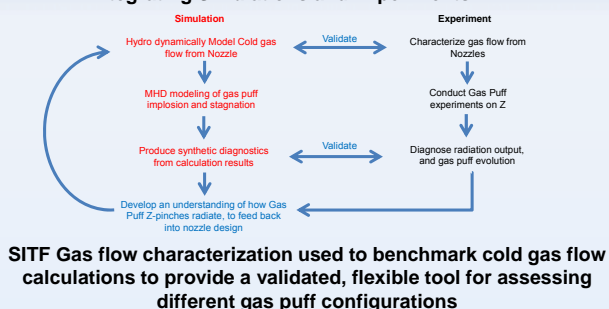 Simulation
Experiment
Hydro dynamically Model Cold gas
flow from Nozzle
Validate
Characterize gas flow from
Nozzles
MHD modeling of gas puff
implosion and stagnation
Conduct Gas Puff
experiments on Z
Produce synthetic diagnostics
from calculation results
Validate
Diagnose radiation output,
and gas puff evolution
Develop an understanding of how Gas
Puff Z-pinches radiate, to feed back
into nozzle design
SITF Gas flow characterization used to benchmark cold gas flow
calculations to provide a validated, flexible tool for assessing
different gas puff configurations